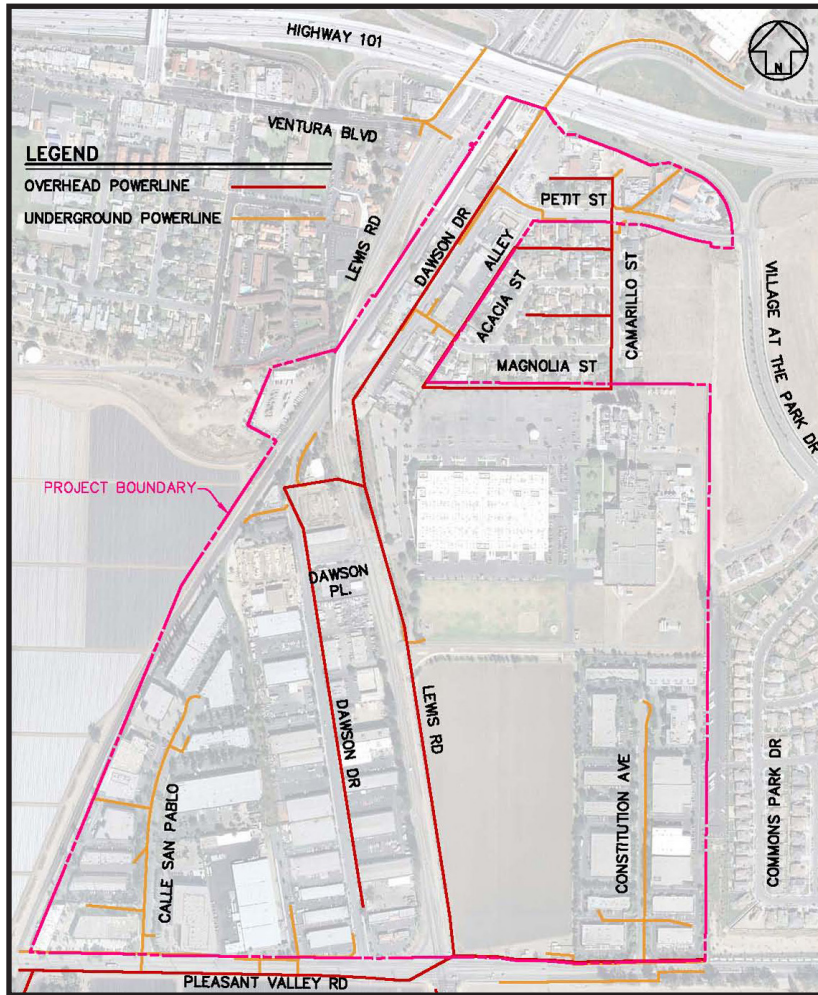 HIGHWAY 101
N
VENTURA BLVD
LEGEND
OVERHEAD POWERLINE
UNDERGROUND POWERLINE
PETIT ST
LEWIS RD
DAWSON DR
ALLEY
ACACIA ST
CAMARILLO ST
VILLAGE AT THE PARK DR
MAGNOLIA ST
PROJECT BOUNDARY
DAWSON
PL.
DAWSON DR
LEWIS RD
CALLE SAN PABLO
CONSTITUTION AVE
COMMONS PARK DR
PLEASANT VALLEY RD